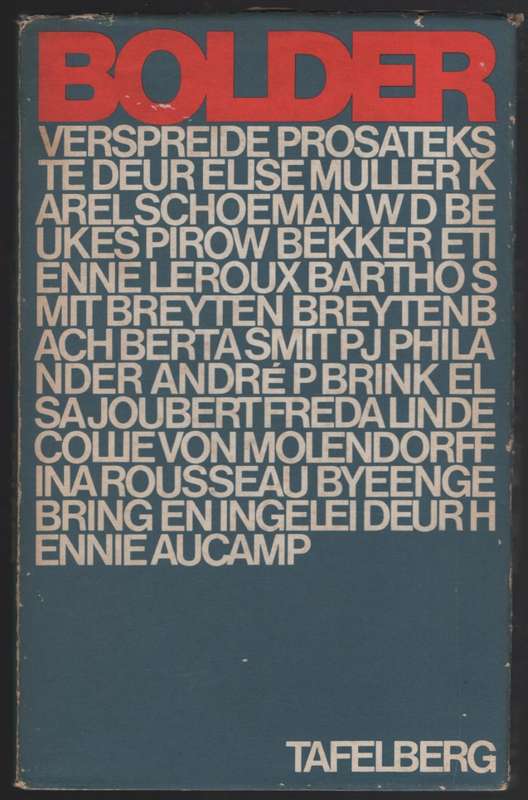 BOLDER
VERSPREIDE PROSATEKS
TE DEUR ELISE MULLER K
AREL SCHOEMAN W D BE
UKES PIROW BEKKER ETI
ENNE LEROUX BARTHO S
MIT BREYTEN BREYTENB
ACH BERTA SMIT PJ PHILA
NDER ANDRé P BRINK EL
SA JOUBERT FREDA LINDE
COLLIE VON MOLENDORFF
INA ROUSSEAU BYEENGE
BRING EN INGELEI DEUR H
ENNIE AUCAMP
TAFELBERG